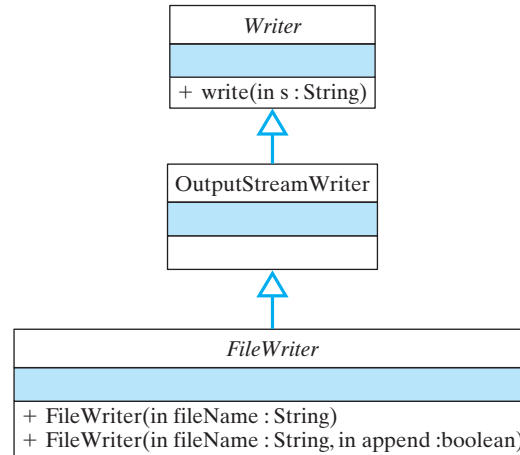 Writer
+ write(in s : String)
OutputStreamWriter
FileWriter
+ FileWriter(in fileName : String)
+ FileWriter(in fileName : String, in append :boolean)